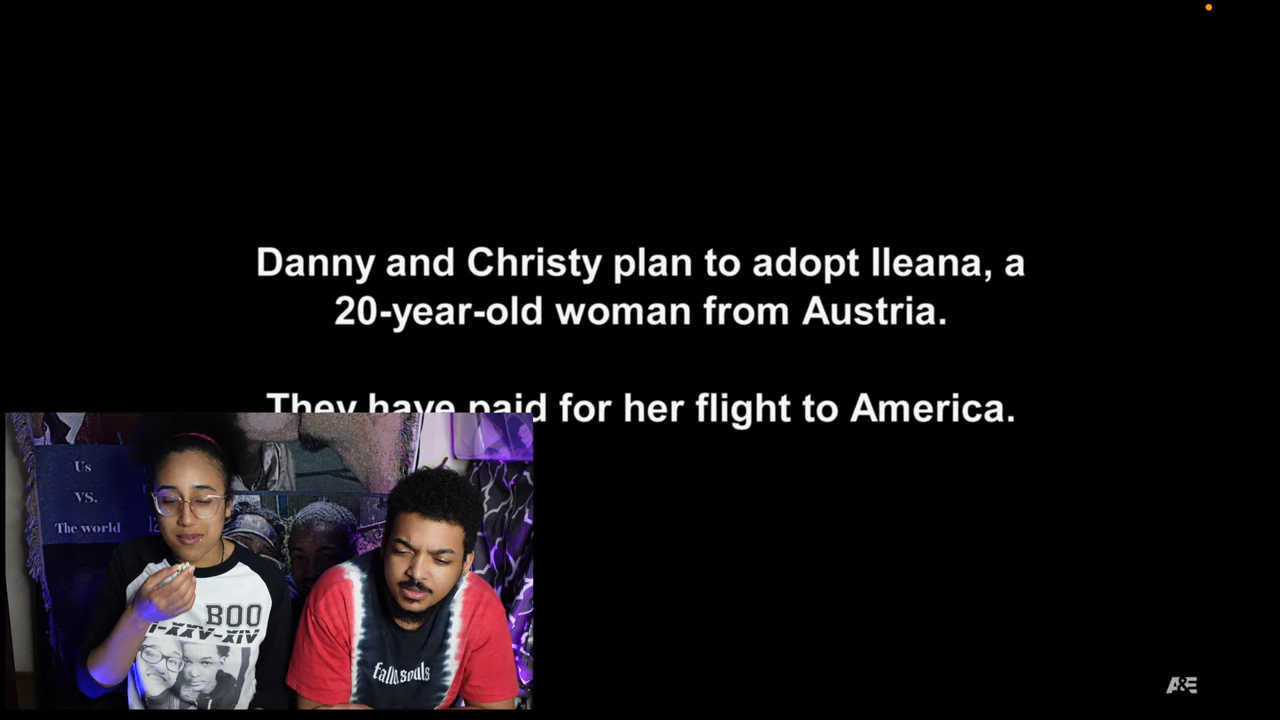 Danny and Christy plan to adopt Ileana, a
20-year-old woman from Austria.
They have paid for her flight to America.
Us
VS.
The world
BOO
souls
A&E